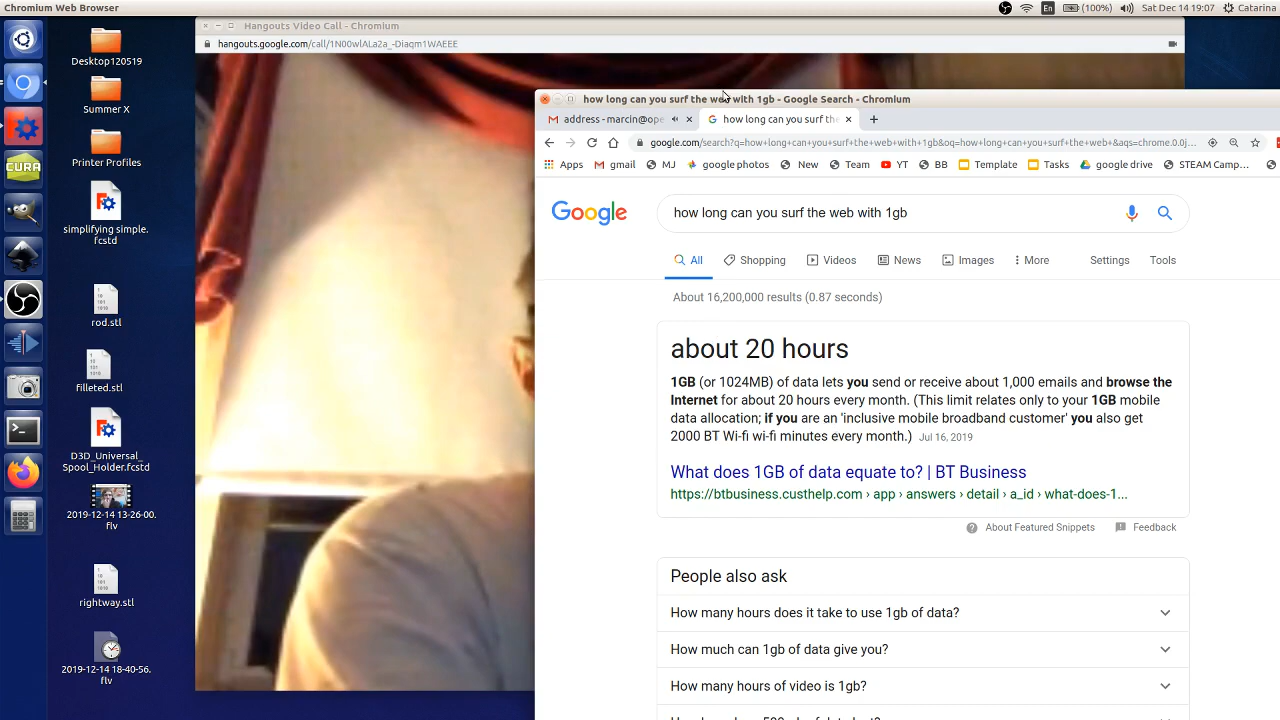 Chromium Web Browser
En
(100%)
Sat Dec 14 19:07
Catarina
Desktop120519
Summer X
Printer Profiles
simplifying simple.
fcstd
rod.stl
filleted.stl
D3D_Universal_
Spool_Holder.fcstd
2019-12-14 13-26-00.
flv
rightway.stl
2019-12-14 18-40-56.
flv
CURA
Hangouts Video Call - Chromium
hangouts.google.com/call/1N00wlALa2a_-Diaqm1WAEEE
how long can you surf the web with 1gb - Google Search - Chromium
address - marcin@ope
how long can you surf the
google.com/search?q=how+long+can+you+surf+the+web+with+1gb&oq=how+long+can+you+surf+the+web+&aqs=chrome.0.0j...
Apps
gmail
MJ
google photos
New
Team
YT
BB
Template
Tasks
google drive
STEAM Camp...
Google
how long can you surf the web with 1gb
All
Shopping
Videos
News
Images
More
Settings
Tools
About 16,200,000 results (0.87 seconds)
about 20 hours
1GB (or 1024MB) of data lets you send or receive about 1,000 emails and browse the
Internet for about 20 hours every month. (This limit relates only to your 1GB mobile
data allocation; if you are an 'inclusive mobile broadband customer' you also get
2000 BT Wi-fi wi-fi minutes every month.) Jul 16, 2019
What does 1GB of data equate to? | BT Business
https://btbusiness.custhelp.com › app › answers › detail › a_id › what-does-1...
About Featured Snippets
Feedback
People also ask
How many hours does it take to use 1gb of data?
How much can 1gb of data give you?
How many hours of video is 1gb?